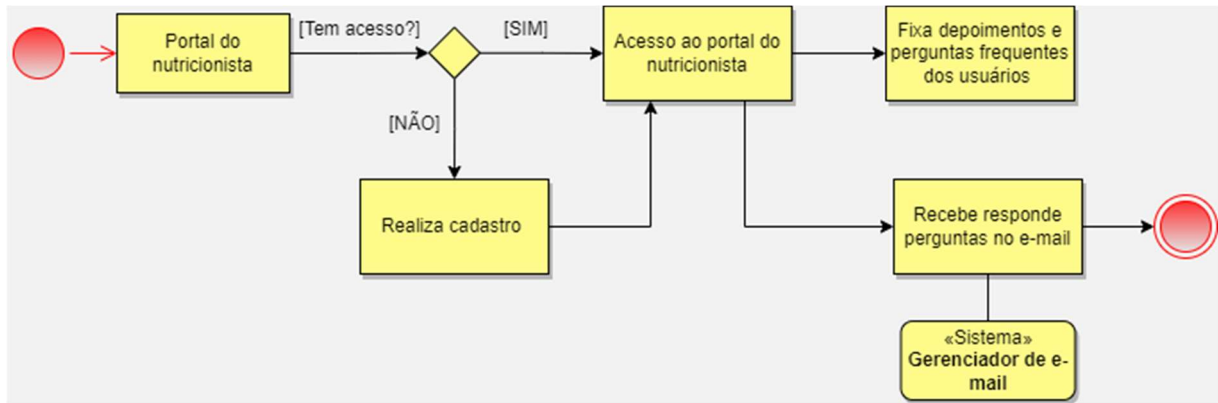 Portal do
nutricionista
[Tem acesso?]
[SIM]
Acesso ao portal do
nutricionista
Fixa depoimentos e
perguntas frequentes
dos usuários
[NÃO]
Realiza cadastro
Recebe responde
perguntas no e-mail
«Sistema»
Gerenciador de e-
mail